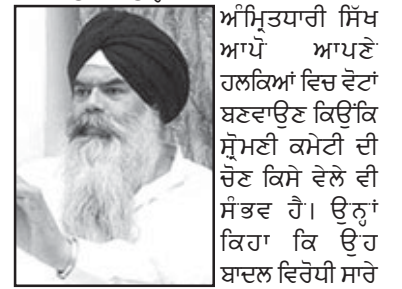 ਅੰਮ੍ਰਿਤਧਾਰੀ ਸਿੱਖ
ਆਪੋ ਆਪਣੇ
ਹਲਕਿਆਂ ਵਿਚ ਵੋਟਾਂ
ਬਣਵਾਉਣ ਕਿਉਂਕਿ
ਸ਼੍ਰੋਮਣੀ ਕਮੇਟੀ ਦੀ
ਚੋਣ ਕਿਸੇ ਵੇਲੇ ਵੀ
ਸੰਭਵ ਹੈ। ਉਨ੍ਹਾਂ
ਕਿਹਾ ਕਿ ਉਹ
ਬਾਦਲ ਵਿਰੋਧੀ ਸਾਰੇ